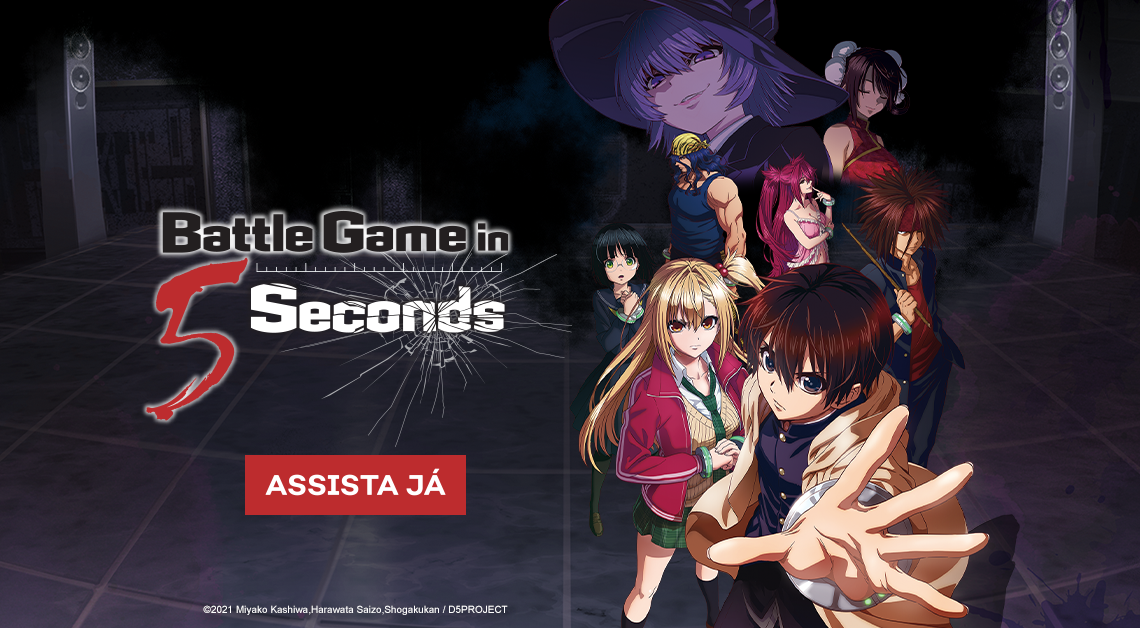 Battle Game in
5 Seconds
ASSISTA JÁ
©2021 Miyako Kashiwa,Harawata Saizo,Shogakukan / D5PROJECT